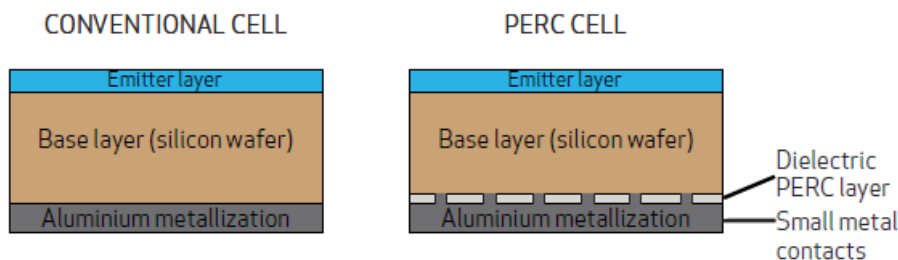 CONVENTIONAL CELL
Emitter layer
Base layer (silicon wafer)
Aluminium metallization
PERC CELL
Emitter layer
Base layer (silicon wafer)
Aluminium metallization
Dielectric
PERC layer
Small metal
contacts